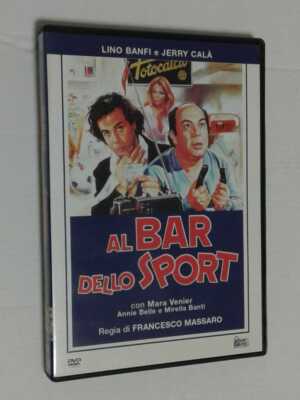 LINO BANFI e JERRY CALÀ
Totocalcio
AL BAR
DELLO SPORT
con Mara Venier
Annie Belle e Mirella Banti
Regia di FRANCESCO MASSARO
DVD